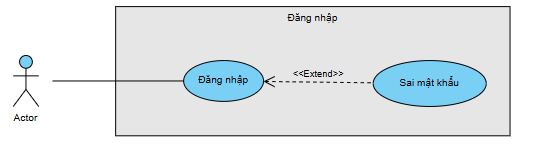 Đăng nhập
Đăng nhập
<<Extend>>
Sai mật khẩu
Actor